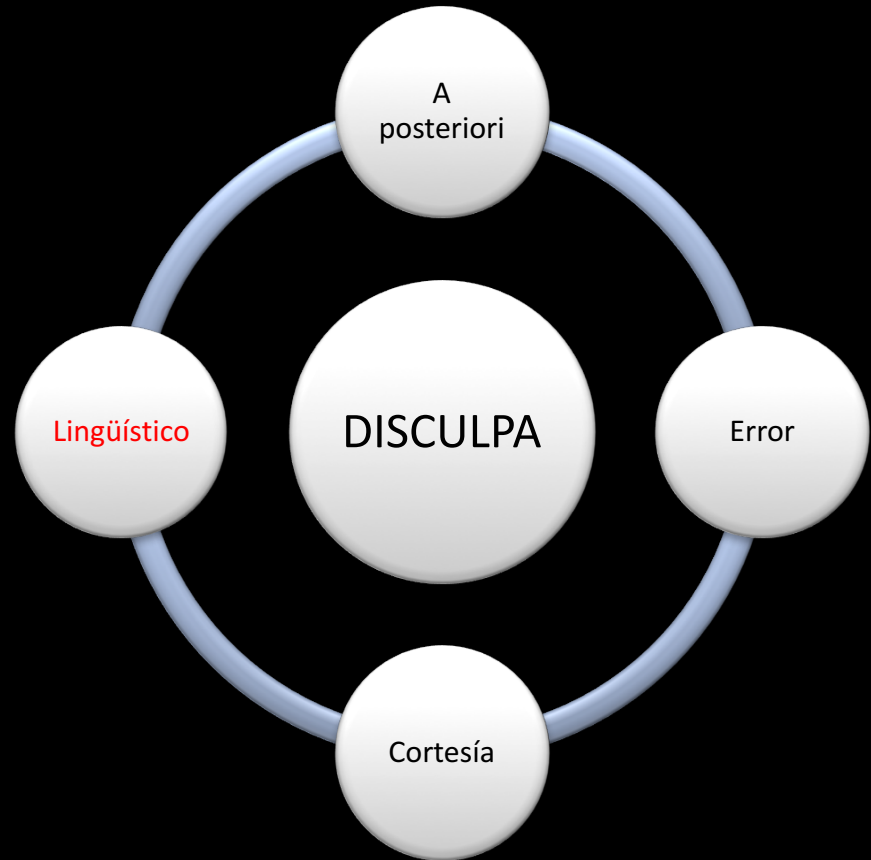 A
posteriori
Lingüístico
DISCULPA
Error
Cortesía